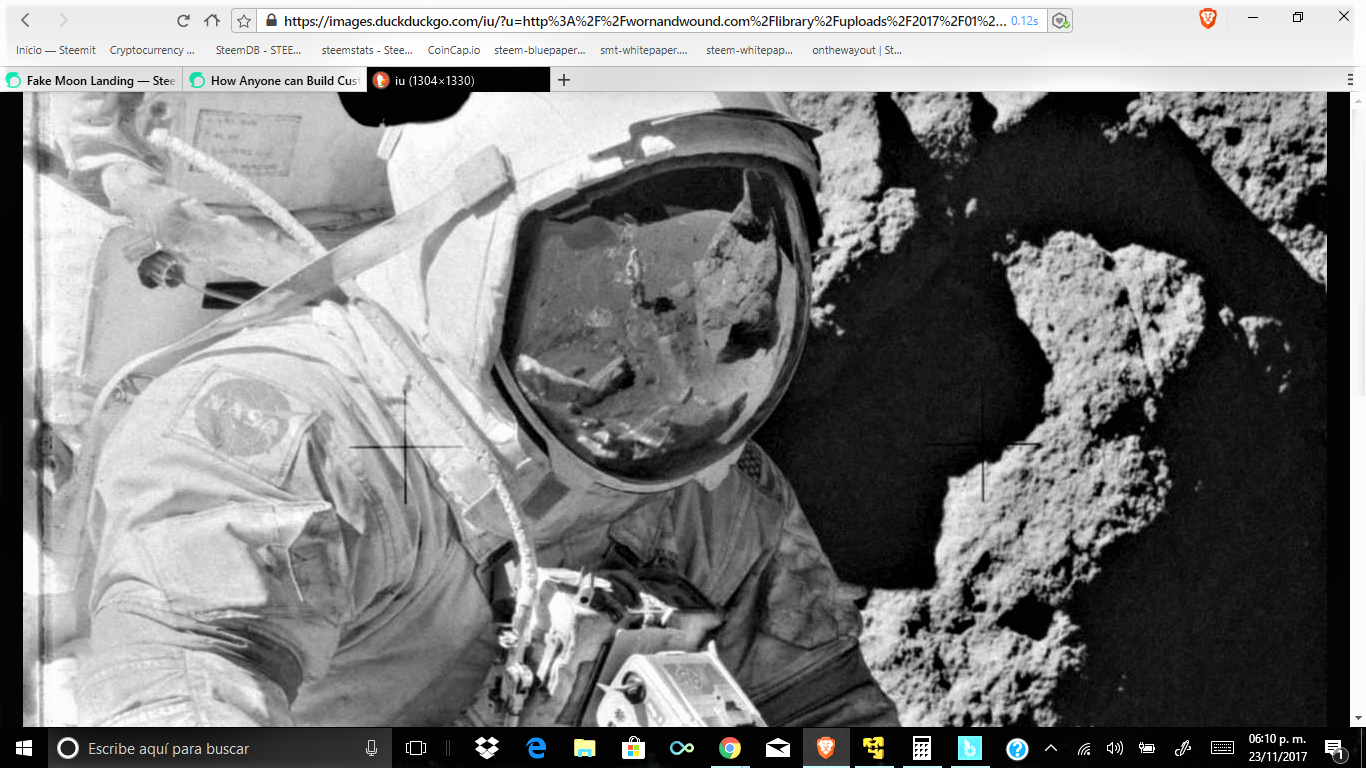 https://images.duckduckgo.com/iu/?u=http%3A%2F%2Fwornandwound.com%2Flibrary%2Fuploads%2F2017%2F01%2... 0.12s
Inicio — Steemit Cryptocurrency ... SteemDB - STEE... steemstats - Stee... CoinCap.io steem-bluepaper... smt-whitepaper.... steem-whitepap... onthewayout | St...
Fake Moon Landing — Stee How Anyone can Build Cust iu (1304×1330)
NASA
Escribe aquí para buscar
06:10 p. m.
23/11/2017
1